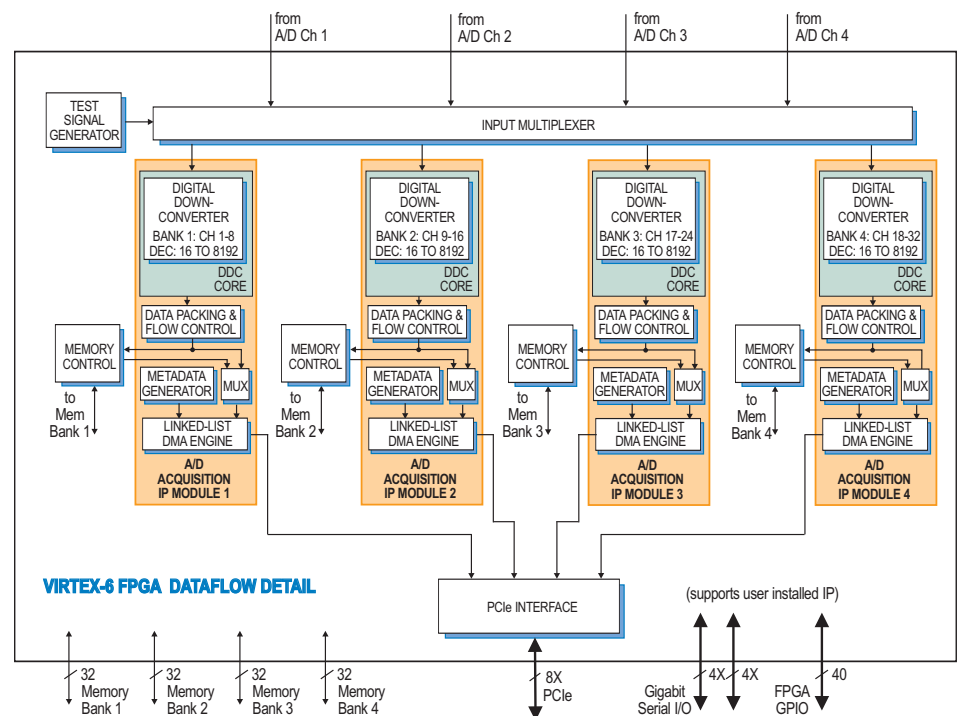 from
A/D Ch 1
from
A/D Ch 2
from
A/D Ch 3
from
A/D Ch 4
TEST
SIGNAL
GENERATOR
INPUT MULTIPLEXER
DIGITAL
DOWN-
CONVERTER
BANK 1: CH 1-8
DEC: 16 TO 8192
DDC
CORE
DATA PACKING &
FLOW CONTROL
MEMORY
CONTROL
METADATA
GENERATOR
MUX
to
Mem
Bank 1
LINKED-LIST
DMA ENGINE
A/D
ACQUISITION
IP MODULE 1
DIGITAL
DOWN-
CONVERTER
BANK 2: CH 9-16
DEC: 16 TO 8192
DDC
CORE
DATA PACKING &
FLOW CONTROL
MEMORY
CONTROL
METADATA
GENERATOR
MUX
to
Mem
Bank 2
LINKED-LIST
DMA ENGINE
A/D
ACQUISITION
IP MODULE 2
DIGITAL
DOWN-
CONVERTER
BANK 3: CH 17-24
DEC: 16 TO 8192
DDC
CORE
DATA PACKING &
FLOW CONTROL
MEMORY
CONTROL
METADATA
GENERATOR
MUX
to
Mem
Bank 3
LINKED-LIST
DMA ENGINE
A/D
ACQUISITION
IP MODULE 3
DIGITAL
DOWN-
CONVERTER
BANK 4: CH 18-32
DEC: 16 TO 8192
DDC
CORE
DATA PACKING &
FLOW CONTROL
MEMORY
CONTROL
METADATA
GENERATOR
MUX
to
Mem
Bank 4
LINKED-LIST
DMA ENGINE
A/D
ACQUISITION
IP MODULE 4
VIRTEX-6 FPGA DATAFLOW DETAIL
PCIe INTERFACE
(supports user installed IP)
32
Memory
Bank 1
32
Memory
Bank 2
32
Memory
Bank 3
32
Memory
Bank 4
8X
PCIe
4X
4X
Gigabit
Serial I/O
40
FPGA
GPIO